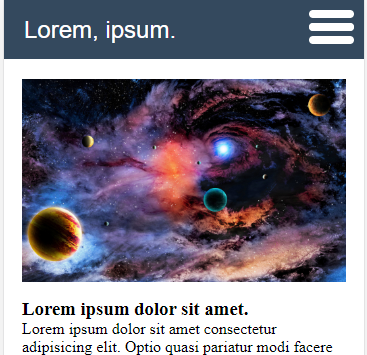 Lorem, ipsum.
Lorem ipsum dolor sit amet.
Lorem ipsum dolor sit amet consectetur
adipisicing elit. Optio quasi pariatur modi facere